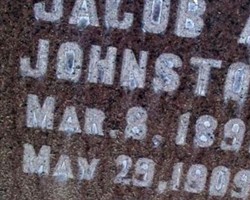 JACOB
JOHNSTO
MAR. 8, 189
MAY 29, 1909